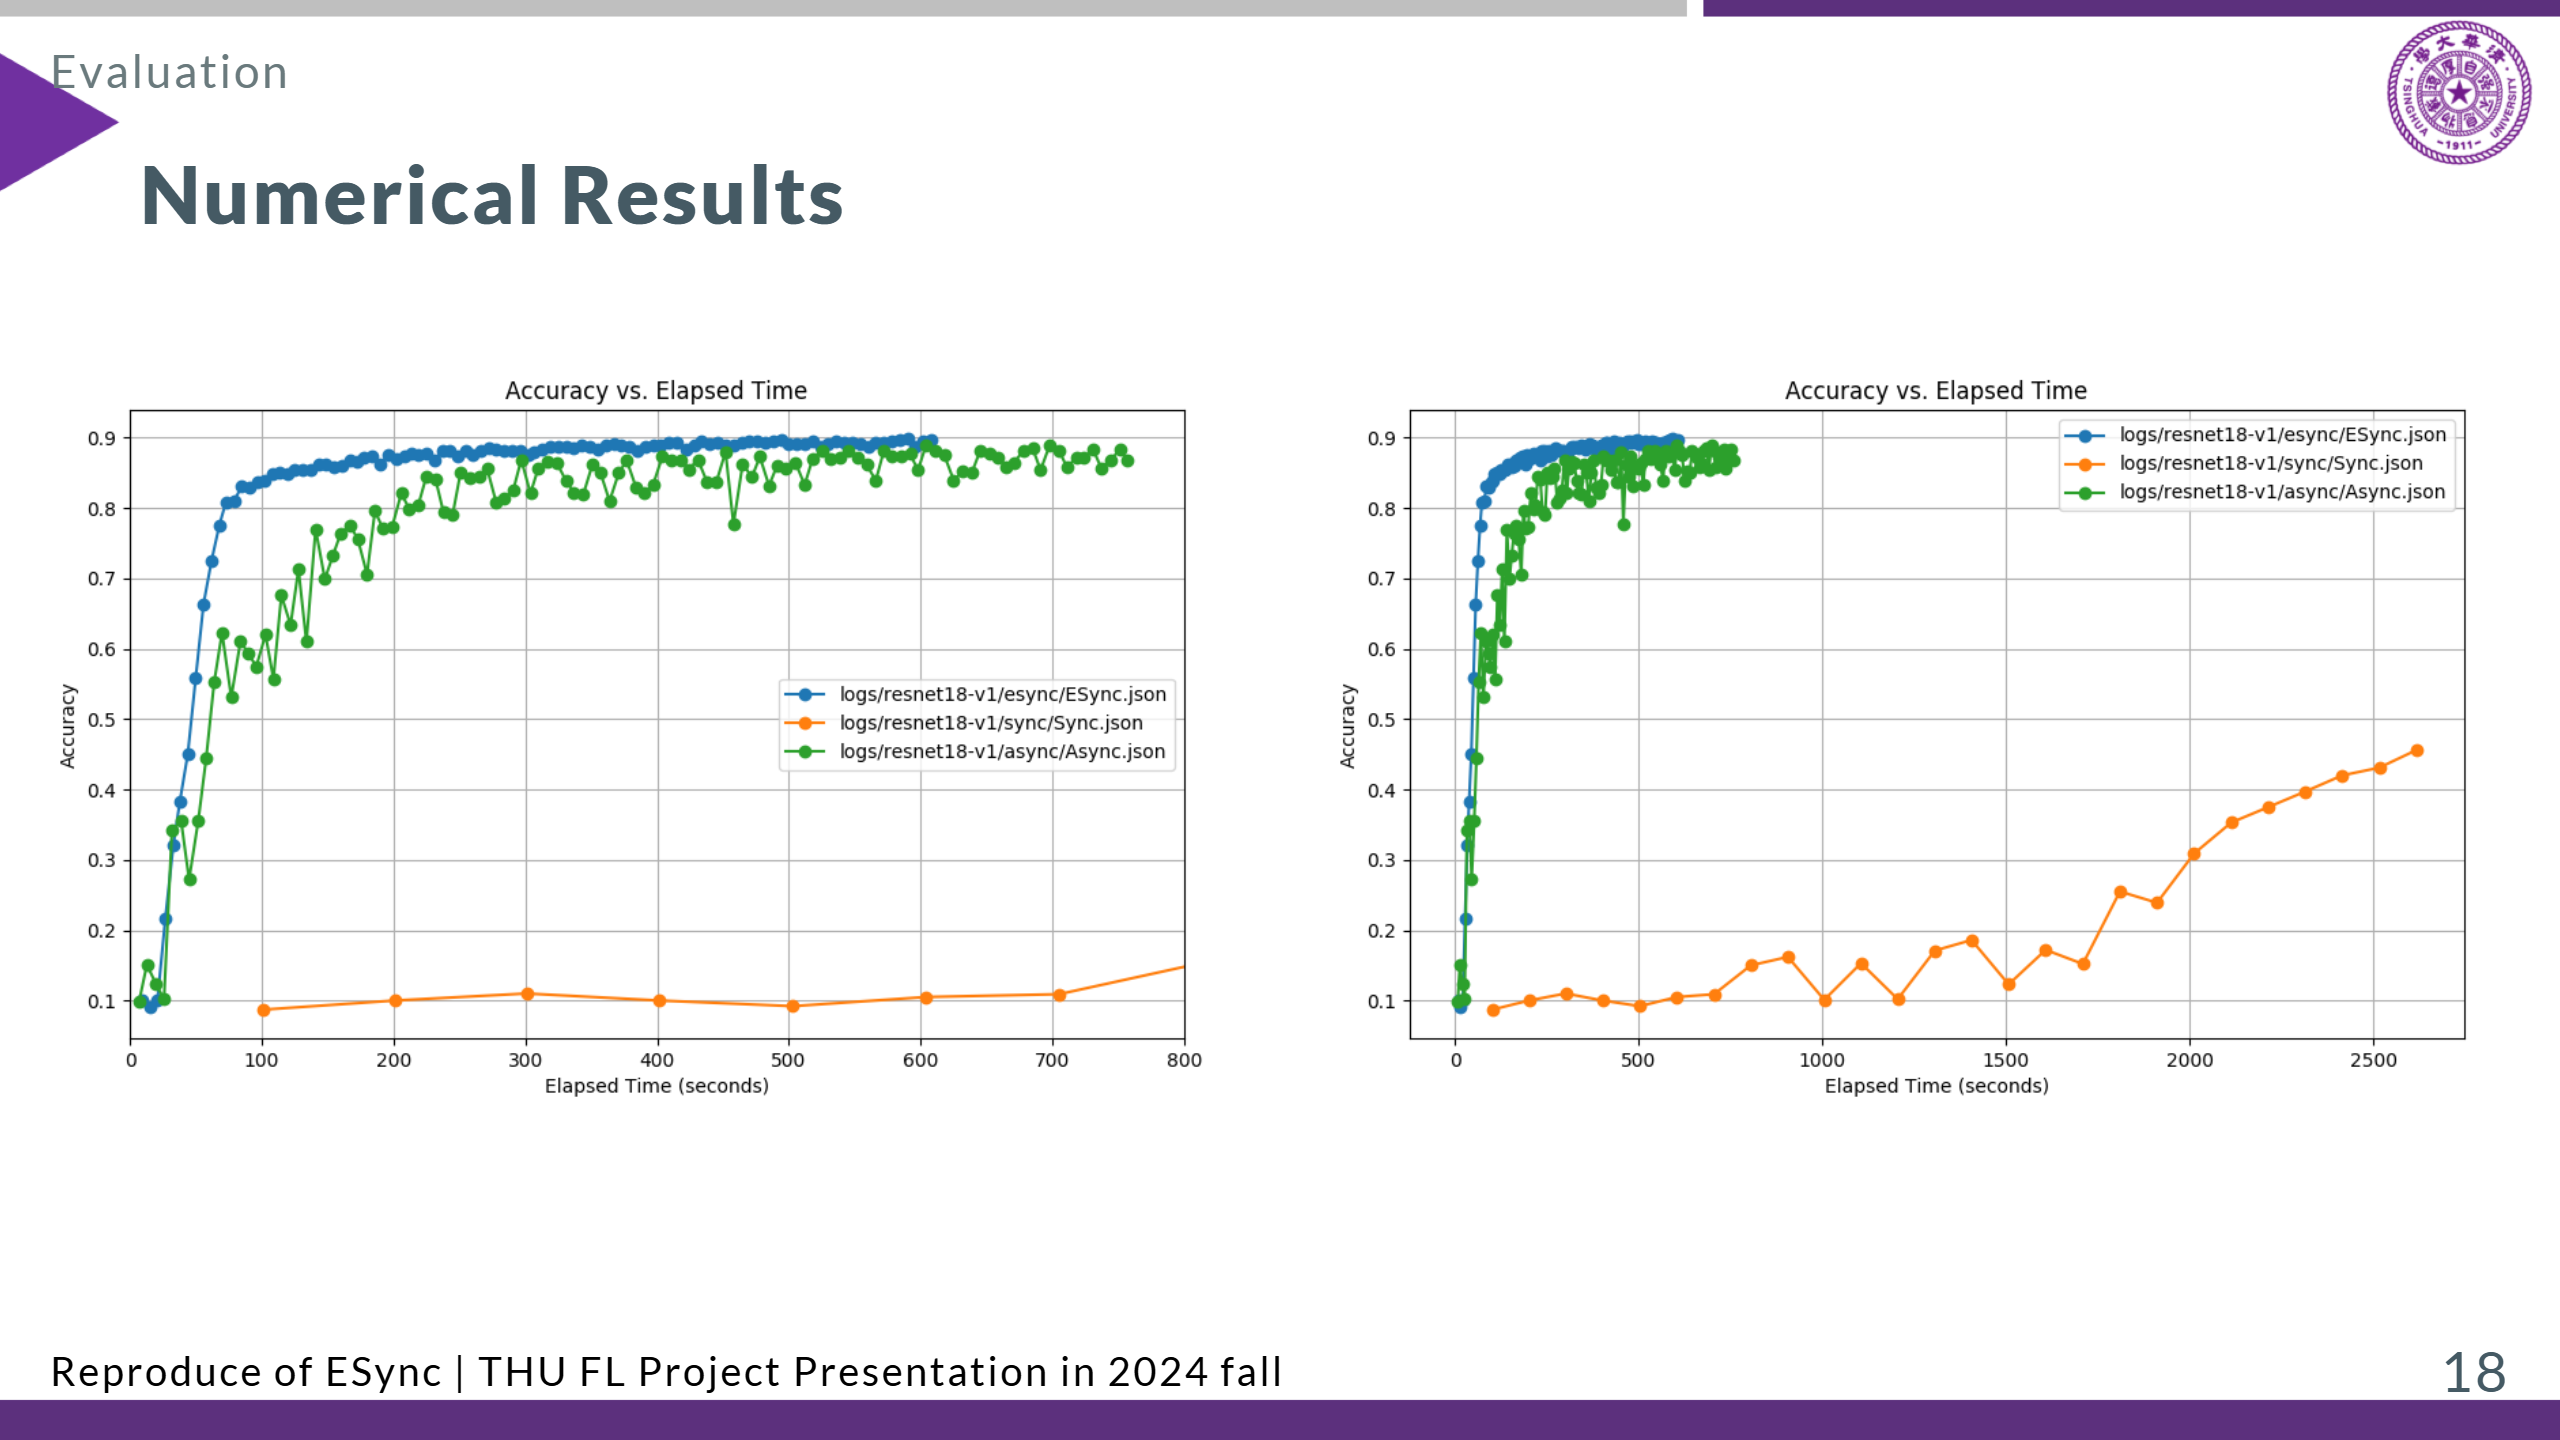 Evaluation
Numerical Results
TSINGHUA UNIVERSITY
-1911-
Accuracy vs. Elapsed Time
0.9
0.8
0.7
0.6
0.5
0.4
0.3
0.2
0.1
Accuracy
logs/resnet18-v1/esync/ESync.json
logs/resnet18-v1/sync/Sync.json
logs/resnet18-v1/async/Async.json
0 100 200 300 400 500 600 700 800
Elapsed Time (seconds)
Accuracy vs. Elapsed Time
0.9
0.8
0.7
0.6
0.5
0.4
0.3
0.2
0.1
Accuracy
logs/resnet18-v1/esync/ESync.json
logs/resnet18-v1/sync/Sync.json
logs/resnet18-v1/async/Async.json
0 500 1000 1500 2000 2500
Elapsed Time (seconds)
Reproduce of ESync | THU FL Project Presentation in 2024 fall
18